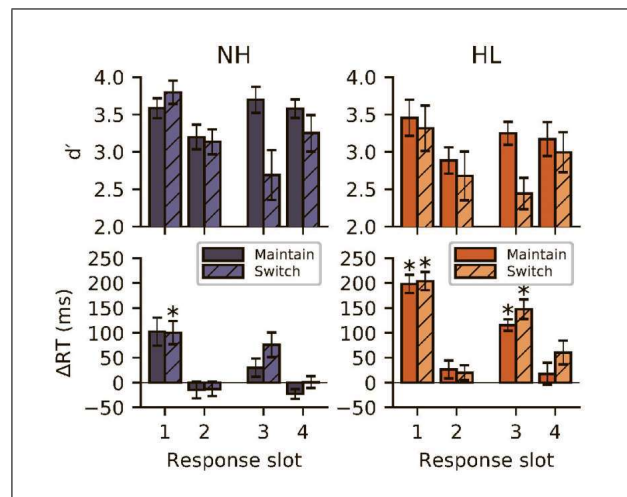 NH
HL
4.0
3.5
3.0
2.5
2.0
d′
4.0
3.5
3.0
2.5
2.0
250
200
150
100
50
0
−50
ΔRT (ms)
Maintain
Switch
*
1 2 3 4
Response slot
250
200
150
100
50
0
−50
Maintain
Switch
* * * *
1 2 3 4
Response slot